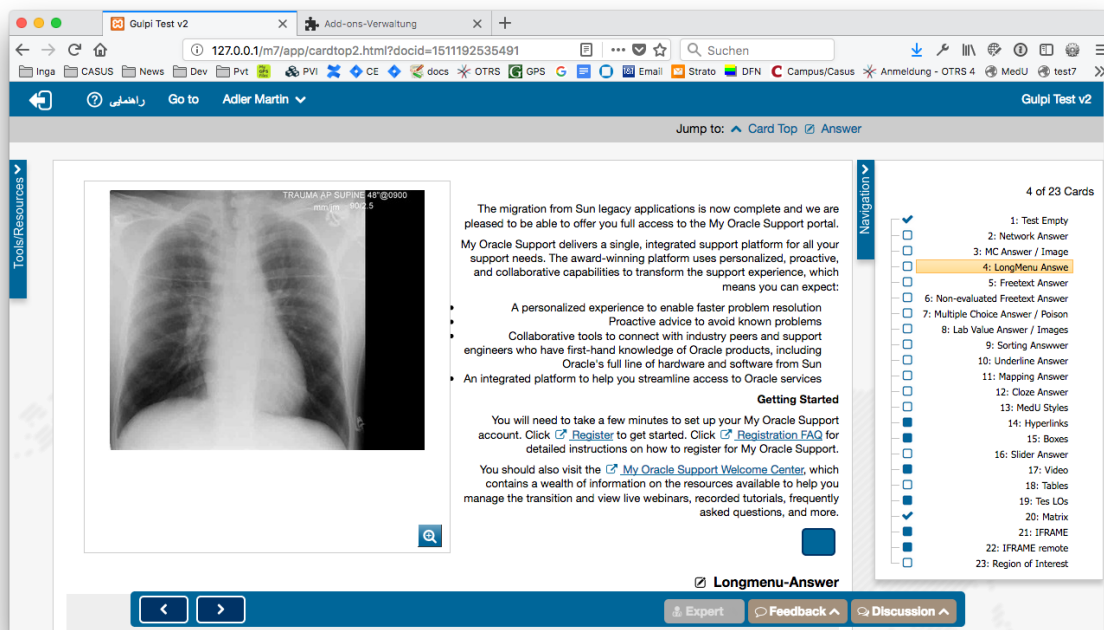 Gulpi Test v2
Add-ons-Verwaltung
127.0.0.1/m7/app/cardtop2.html?docid=1511192535491
Suchen
Inga CASUS News Dev Pvt PVI CE docs OTRS GPS Email Strato DFN Campus/Casus Anmeldung - OTRS 4 MedU test7
راهنمایی Go to Adler Martin Gulpi Test v2
Jump to: Card Top Answer
Tools/Resources
TRAUMA AP SUPINE 48"@0900
mm/jm 90/2.5
The migration from Sun legacy applications is now complete and we are
pleased to be able to offer you full access to the My Oracle Support portal.
My Oracle Support delivers a single, integrated support platform for all your
support needs. The award-winning platform uses personalized, proactive,
and collaborative capabilities to transform the support experience, which
means you can expect:
A personalized experience to enable faster problem resolution
Proactive advice to avoid known problems
Collaborative tools to connect with industry peers and support
engineers who have first-hand knowledge of Oracle products, including
Oracle's full line of hardware and software from Sun
An integrated platform to help you streamline access to Oracle services
Getting Started
You will need to take a few minutes to set up your My Oracle Support
account. Click Register to get started. Click Registration FAQ for
detailed instructions on how to register for My Oracle Support.
You should also visit the My Oracle Support Welcome Center, which
contains a wealth of information on the resources available to help you
manage the transition and view live webinars, recorded tutorials, frequently
asked questions, and more.
Longmenu-Answer
Navigation
4 of 23 Cards
1: Test Empty
2: Network Answer
3: MC Answer / Image
4: LongMenu Answe
5: Freetext Answer
6: Non-evaluated Freetext Answer
7: Multiple Choice Answer / Poison
8: Lab Value Answer / Images
9: Sorting Answwer
10: Underline Answer
11: Mapping Answer
12: Cloze Answer
13: MedU Styles
14: Hyperlinks
15: Boxes
16: Slider Answer
17: Video
18: Tables
19: Tes LOs
20: Matrix
21: IFRAME
22: IFRAME remote
23: Region of Interest
Expert Feedback Discussion